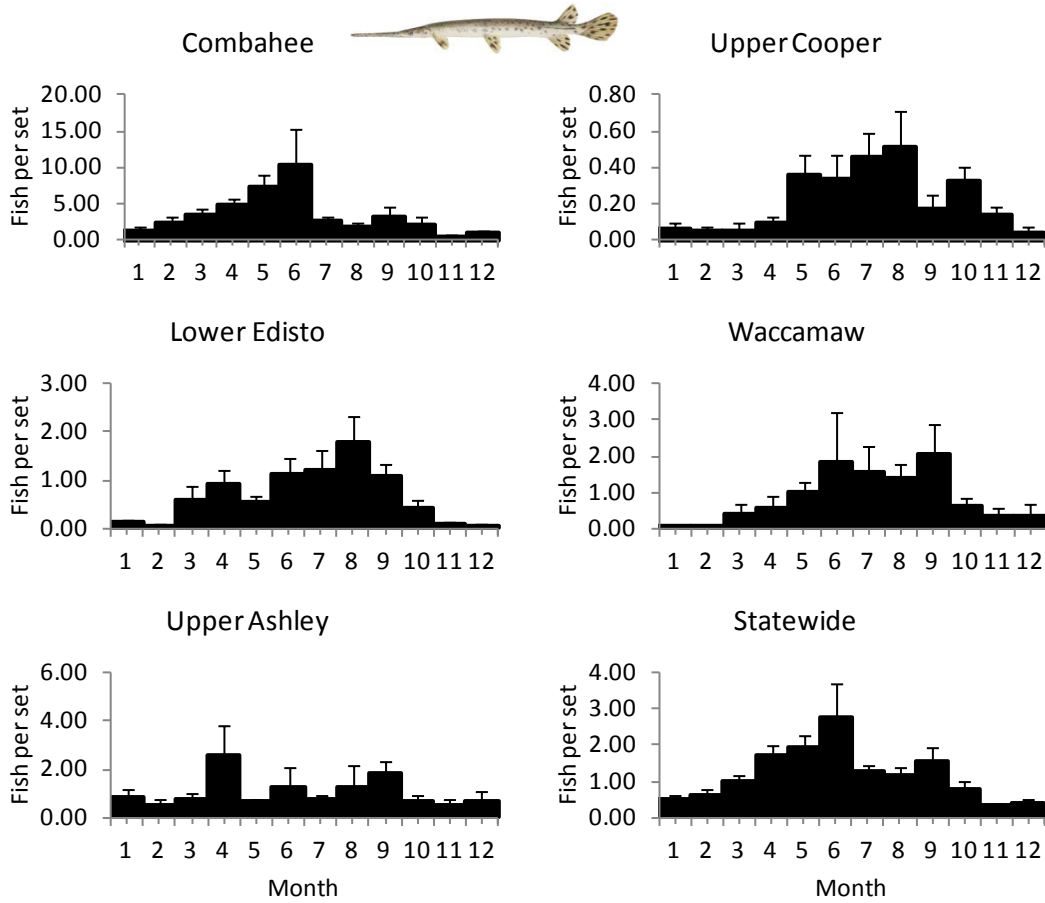 Combahee
Fish per set
20.00
15.00
10.00
5.00
0.00
1 2 3 4 5 6 7 8 9 10 11 12
Upper Cooper
Fish per set
0.80
0.60
0.40
0.20
0.00
1 2 3 4 5 6 7 8 9 10 11 12
Lower Edisto
Fish per set
3.00
2.00
1.00
0.00
1 2 3 4 5 6 7 8 9 10 11 12
Waccamaw
Fish per set
4.00
3.00
2.00
1.00
0.00
1 2 3 4 5 6 7 8 9 10 11 12
Upper Ashley
Fish per set
6.00
4.00
2.00
0.00
1 2 3 4 5 6 7 8 9 10 11 12
Month
Statewide
Fish per set
4.00
3.00
2.00
1.00
0.00
1 2 3 4 5 6 7 8 9 10 11 12
Month